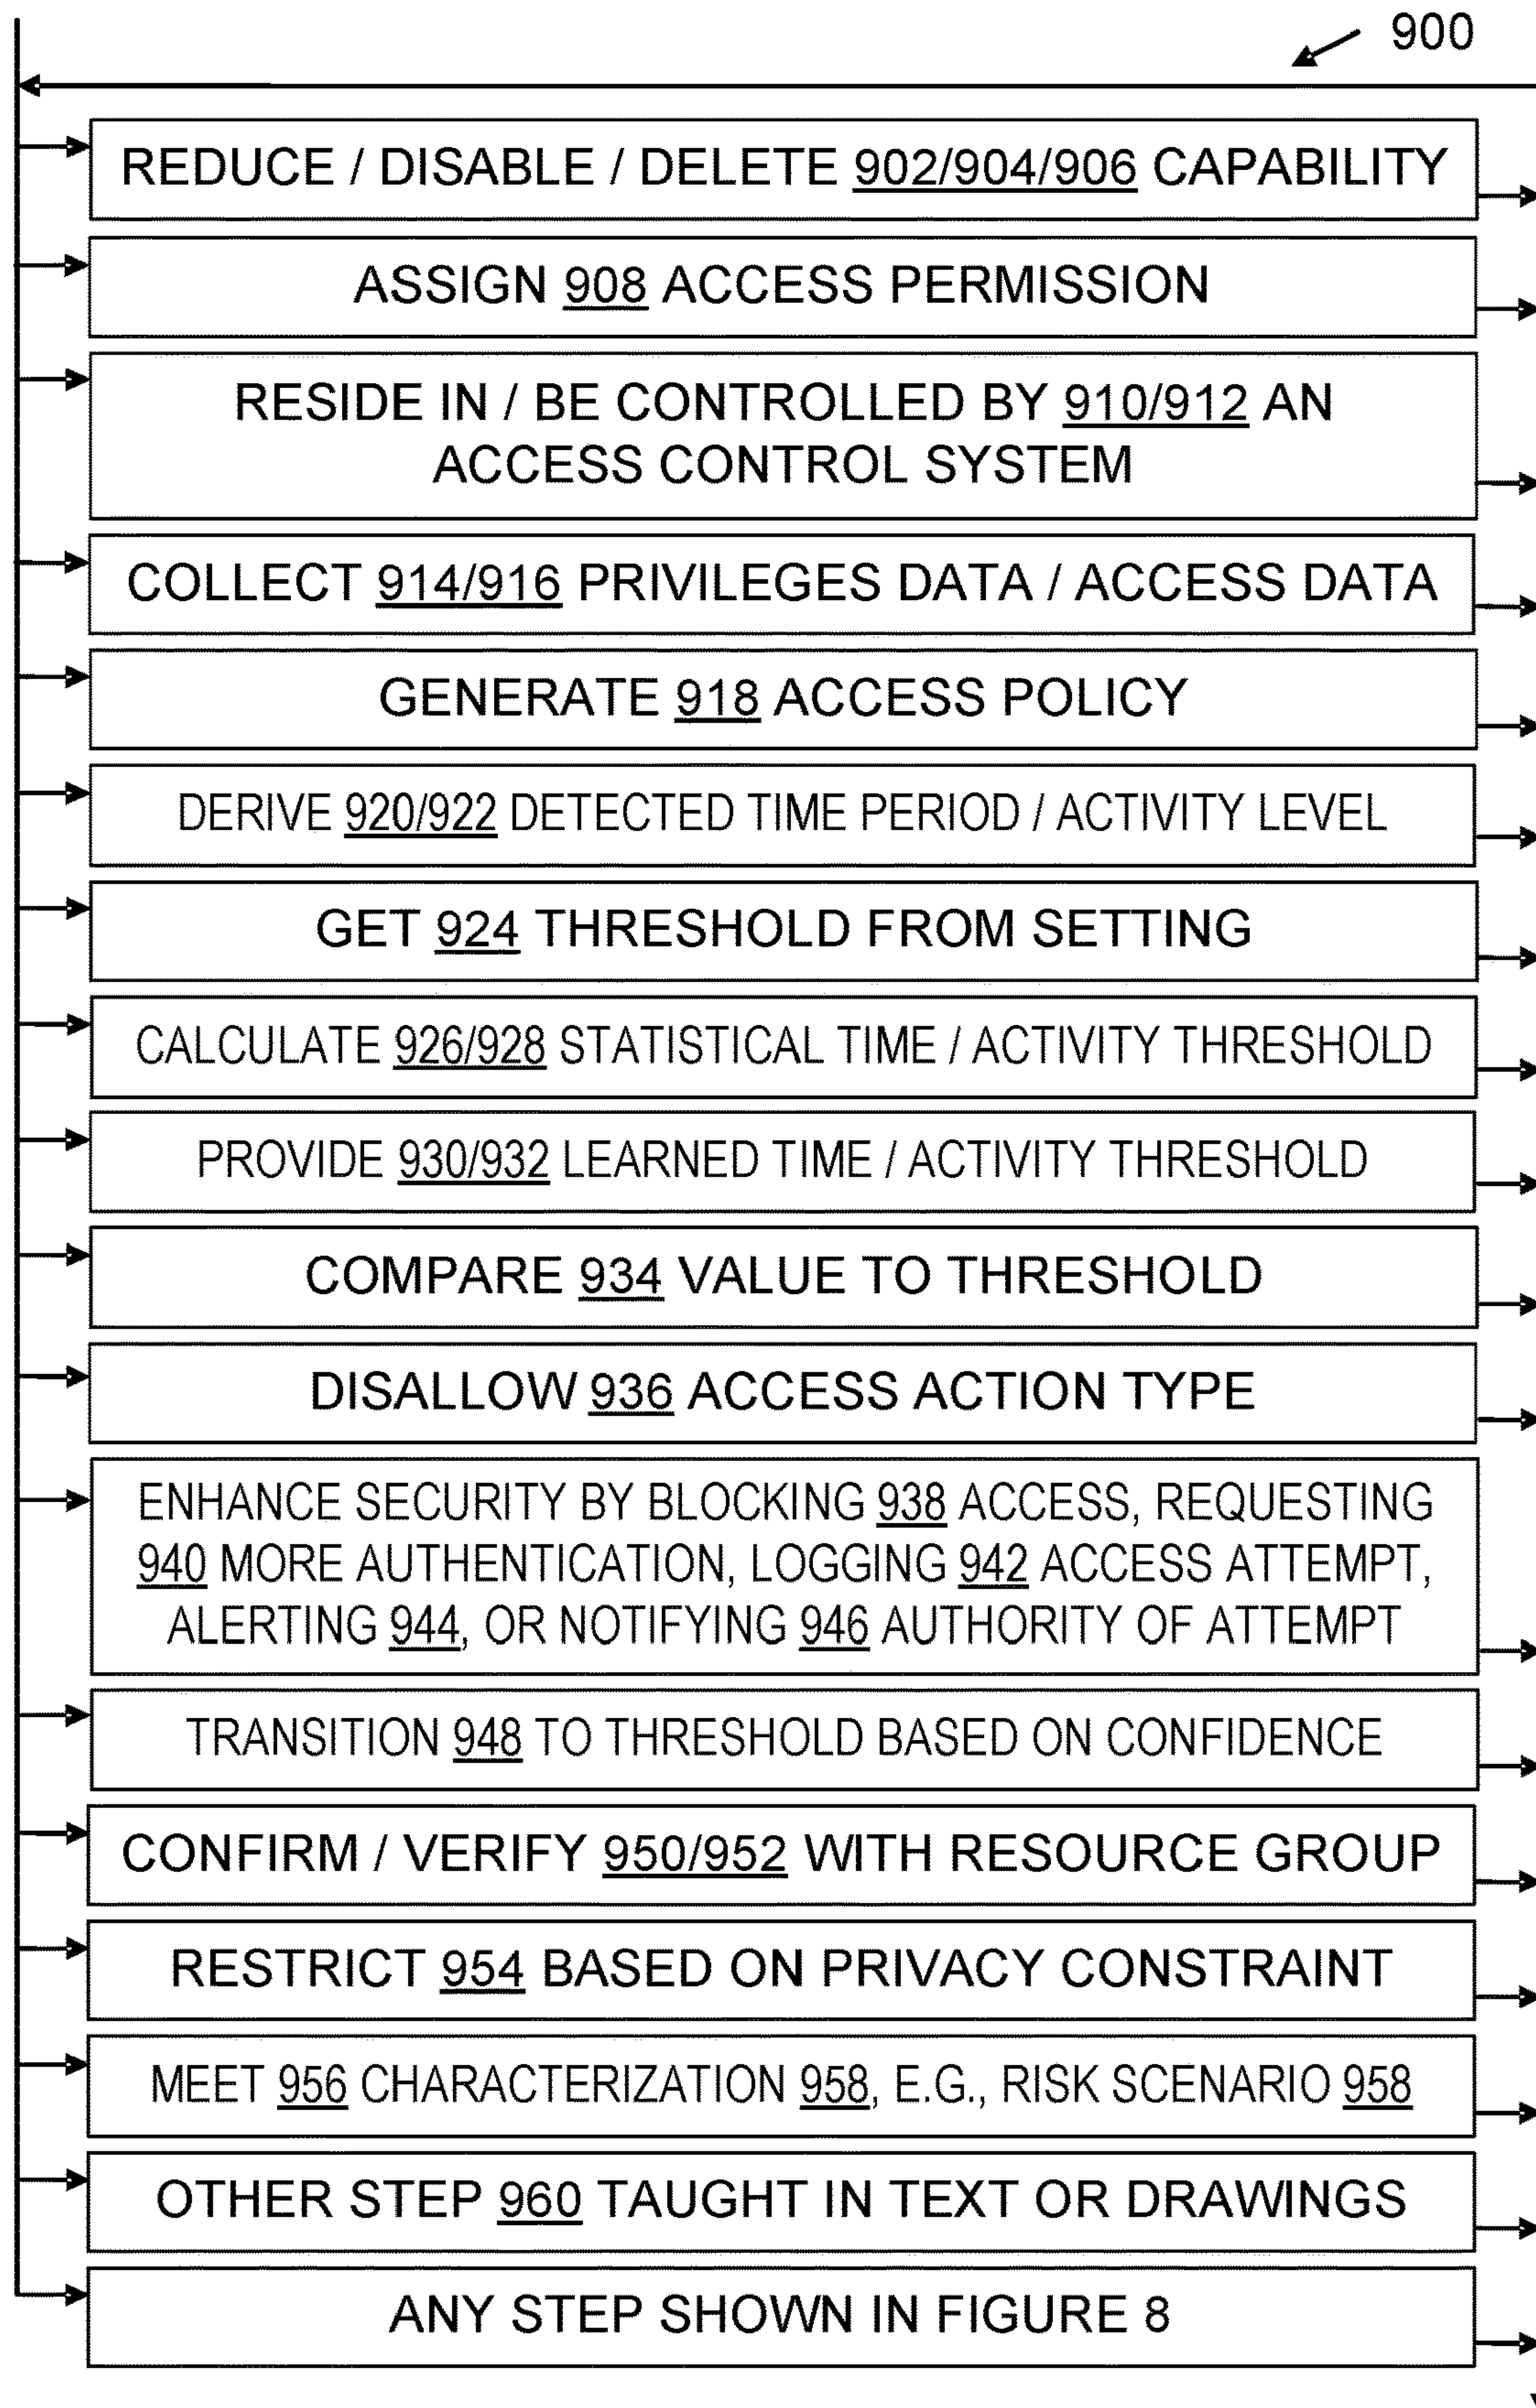 900
REDUCE / DISABLE / DELETE 902/904/906 CAPABILITY
ASSIGN 908 ACCESS PERMISSION
RESIDE IN / BE CONTROLLED BY 910/912 AN
ACCESS CONTROL SYSTEM
COLLECT 914/916 PRIVILEGES DATA / ACCESS DATA
GENERATE 918 ACCESS POLICY
DERIVE 920/922 DETECTED TIME PERIOD / ACTIVITY LEVEL
GET 924 THRESHOLD FROM SETTING
CALCULATE 926/928 STATISTICAL TIME / ACTIVITY THRESHOLD
PROVIDE 930/932 LEARNED TIME / ACTIVITY THRESHOLD
COMPARE 934 VALUE TO THRESHOLD
DISALLOW 936 ACCESS ACTION TYPE
ENHANCE SECURITY BY BLOCKING 938 ACCESS, REQUESTING
940 MORE AUTHENTICATION, LOGGING 942 ACCESS ATTEMPT,
ALERTING 944, OR NOTIFYING 946 AUTHORITY OF ATTEMPT
TRANSITION 948 TO THRESHOLD BASED ON CONFIDENCE
CONFIRM / VERIFY 950/952 WITH RESOURCE GROUP
RESTRICT 954 BASED ON PRIVACY CONSTRAINT
MEET 956 CHARACTERIZATION 958, E.G., RISK SCENARIO 958
OTHER STEP 960 TAUGHT IN TEXT OR DRAWINGS
ANY STEP SHOWN IN FIGURE 8